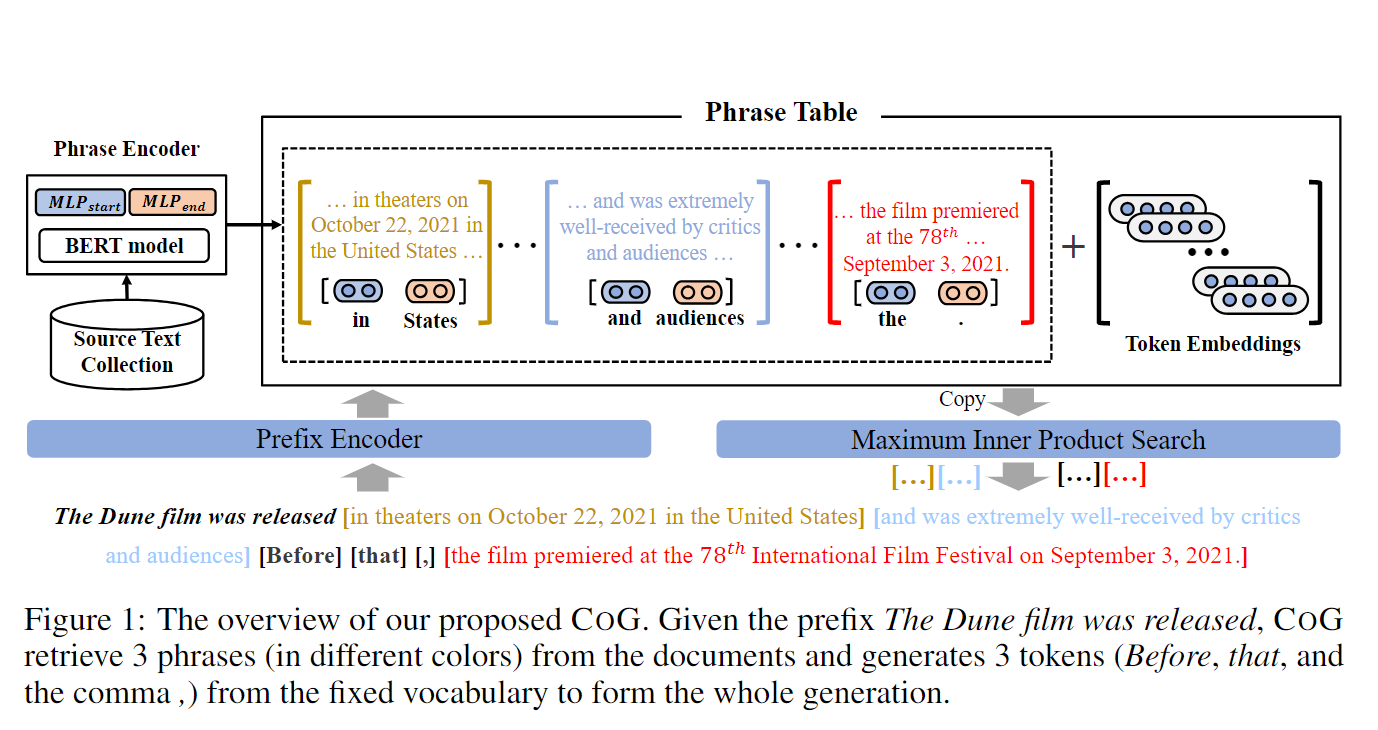 Phrase Table
Phrase Encoder
MLP_start MLP_end
BERT model
Source Text
Collection
… in theaters on
October 22, 2021 in
the United States …
[ ]
in States
…
… and was extremely
well-received by critics
and audiences …
[ ]
and audiences
…
… the film premiered
at the 78^th …
September 3, 2021.
[ ]
the .
+
…
Token Embeddings
Copy
Prefix Encoder
Maximum Inner Product Search
[…][…] […][…]
The Dune film was released [in theaters on October 22, 2021 in the United States] [and was extremely well-received by critics
and audiences] [Before] [that] [,] [the film premiered at the 78^th International Film Festival on September 3, 2021.]
Figure 1: The overview of our proposed COG. Given the prefix The Dune film was released, COG
retrieve 3 phrases (in different colors) from the documents and generates 3 tokens (Before, that, and
the comma ,) from the fixed vocabulary to form the whole generation.